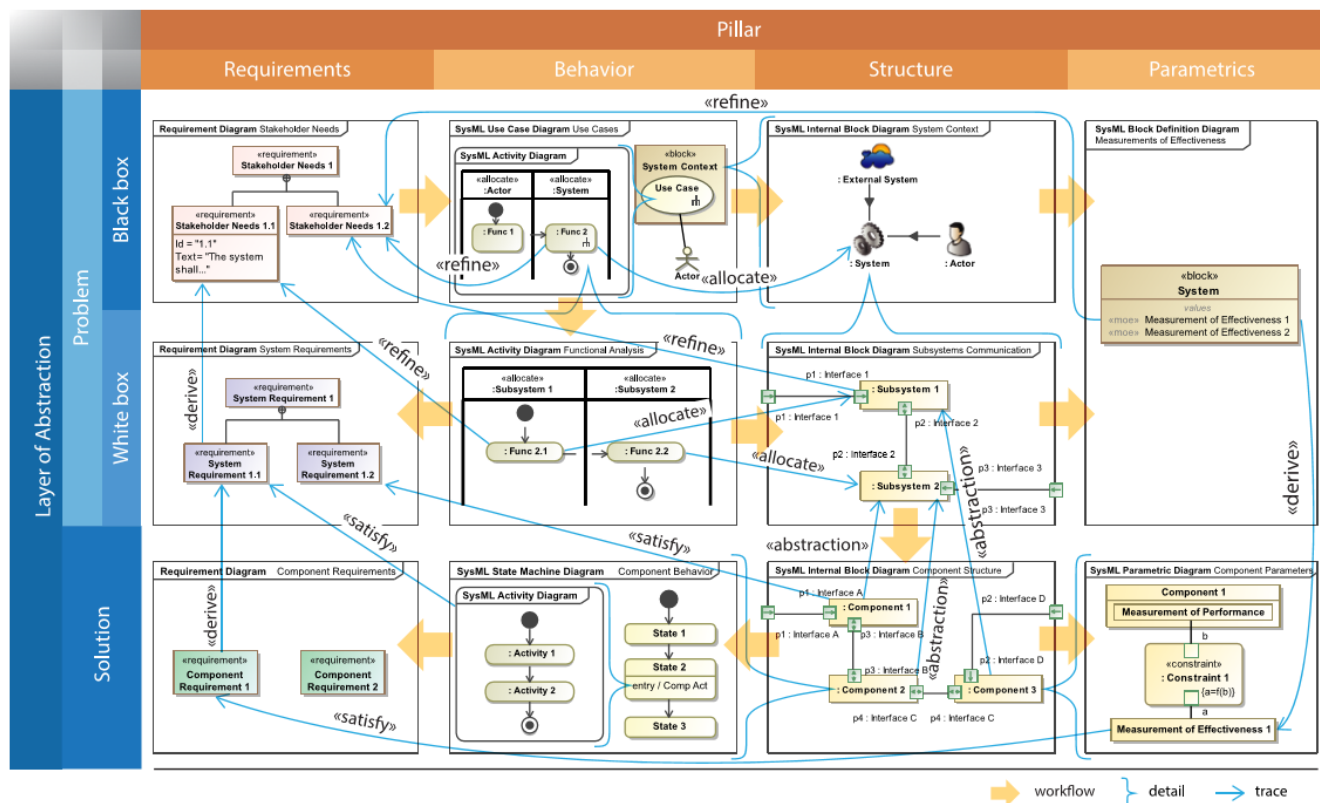 Pillar
Requirements
Behavior
Structure
Parametrics
Layer of Abstraction
Problem
Black box
White box
Solution
«refine»
Requirement Diagram Stakeholder Needs
«requirement»
Stakeholder Needs 1
«requirement»
Stakeholder Needs 1.1
Id = "1.1"
Text= "The system
shall..."
«requirement»
Stakeholder Needs 1.2
SysML Use Case Diagram Use Cases
SysML Activity Diagram
«allocate»
:Actor
«allocate»
:System
: Func 1
: Func 2
«block»
System Context
Use Case
Actor
«refine»
«allocate»
SysML Internal Block Diagram System Context
: External System
: System
: Actor
SysML Block Definition Diagram
Measurements of Effectiveness
«block»
System
values
«moe» Measurement of Effectiveness 1
«moe» Measurement of Effectiveness 2
«derive»
«refine»
«refine»
Requirement Diagram System Requirements
«requirement»
System Requirement 1
«requirement»
System
Requirement 1.1
«requirement»
System
Requirement 1.2
SysML Activity Diagram Functional Analysis
«allocate»
:Subsystem 1
«allocate»
:Subsystem 2
: Func 2.1
: Func 2.2
«allocate»
«allocate»
SysML Internal Block Diagram Subsystems Communication
p1 : Interface 1
: Subsystem 1
p1 : Interface 1
p2 : Interface 2
p2 : Interface 2
p3 : Interface 3
: Subsystem 2
p3 : Interface 3
«derive»
«satisfy»
«satisfy»
«abstraction»
«abstraction»
«abstraction»
Requirement Diagram Component Requirements
«derive»
«requirement»
Component
Requirement 1
«requirement»
Component
Requirement 2
«satisfy»
SysML State Machine Diagram Component Behavior
SysML Activity Diagram
: Activity 1
: Activity 2
State 1
State 2
entry / Comp Act
State 3
SysML Internal Block Diagram Component Structure
p1 : Interface A
: Component 1
p1 : Interface A
p3 : Interface B
p2 : Interface D
p3 : Interface B
p2 : Interface D
: Component 2
: Component 3
p4 : Interface C
p4 : Interface C
SysML Parametric Diagram Component Parameters
Component 1
Measurement of Performance
b
«constraint»
: Constraint 1
{a=f(b)}
a
Measurement of Effectiveness 1
workflow
detail
trace